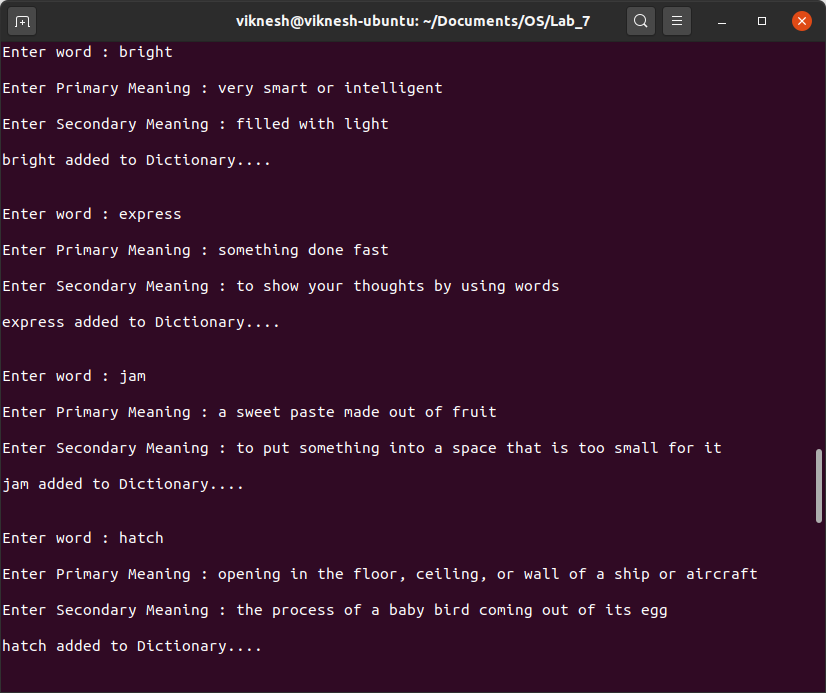 viknesh@viknesh-ubuntu: ~/Documents/OS/Lab_7
Enter word : bright
Enter Primary Meaning : very smart or intelligent
Enter Secondary Meaning : filled with light
bright added to Dictionary....
Enter word : express
Enter Primary Meaning : something done fast
Enter Secondary Meaning : to show your thoughts by using words
express added to Dictionary....
Enter word : jam
Enter Primary Meaning : a sweet paste made out of fruit
Enter Secondary Meaning : to put something into a space that is too small for it
jam added to Dictionary....
Enter word : hatch
Enter Primary Meaning : opening in the floor, ceiling, or wall of a ship or aircraft
Enter Secondary Meaning : the process of a baby bird coming out of its egg
hatch added to Dictionary....